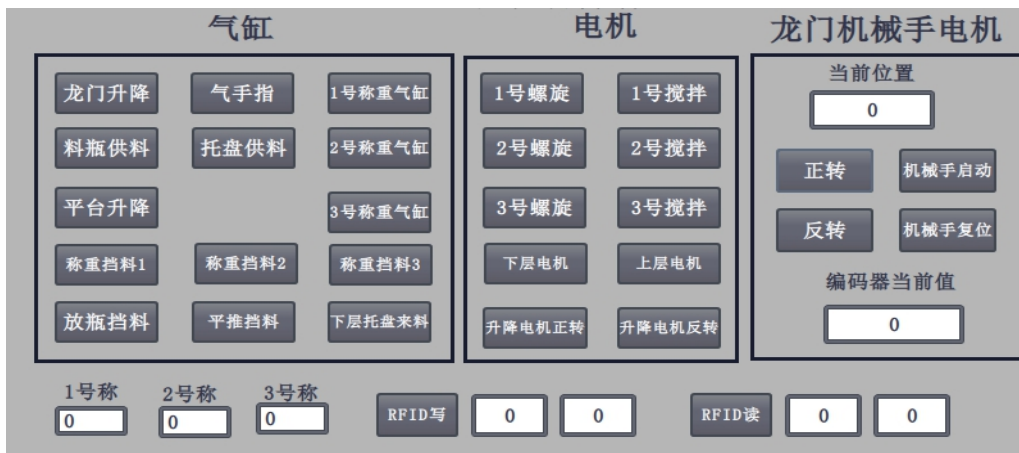 气缸 电机 龙门机械手电机
当前位置
龙门升降 气手指 1号称重气缸 1号螺旋 1号搅拌
0
料瓶供料 托盘供料 2号称重气缸 2号螺旋 2号搅拌
正转 机械手启动
平台升降 3号称重气缸 3号螺旋 3号搅拌
反转 机械手复位
称重挡料1 称重挡料2 称重挡料3 下层电机 上层电机
编码器当前值
放瓶挡料 平推挡料 下层托盘来料 升降电机正转 升降电机反转
0
1号称 2号称 3号称
0 0 0 RFID写 0 0 RFID读 0 0